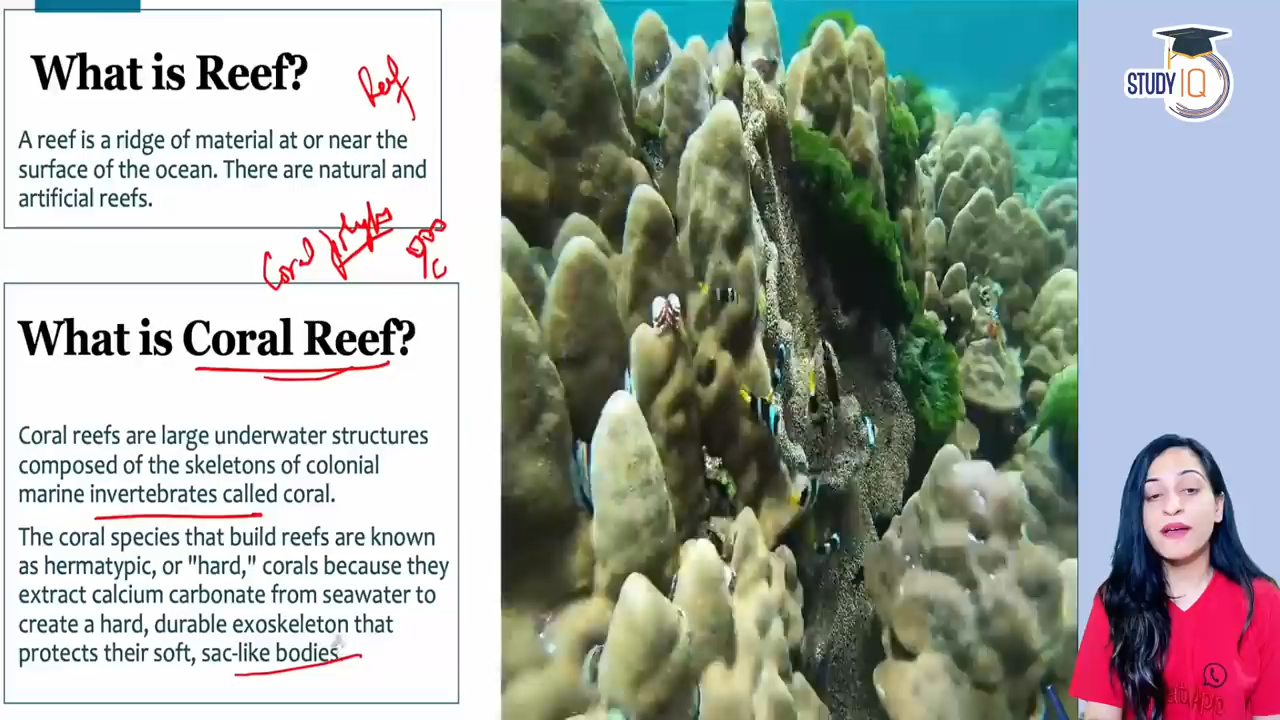 What is Reef?
Reef
A reef is a ridge of material at or near the
surface of the ocean. There are natural and
artificial reefs.
Coral polyps
What is Coral Reef?
Coral reefs are large underwater structures
composed of the skeletons of colonial
marine invertebrates called coral.
The coral species that build reefs are known
as hermatypic, or "hard," corals because they
extract calcium carbonate from seawater to
create a hard, durable exoskeleton that
protects their soft, sac-like bodies.
STUDY IQ